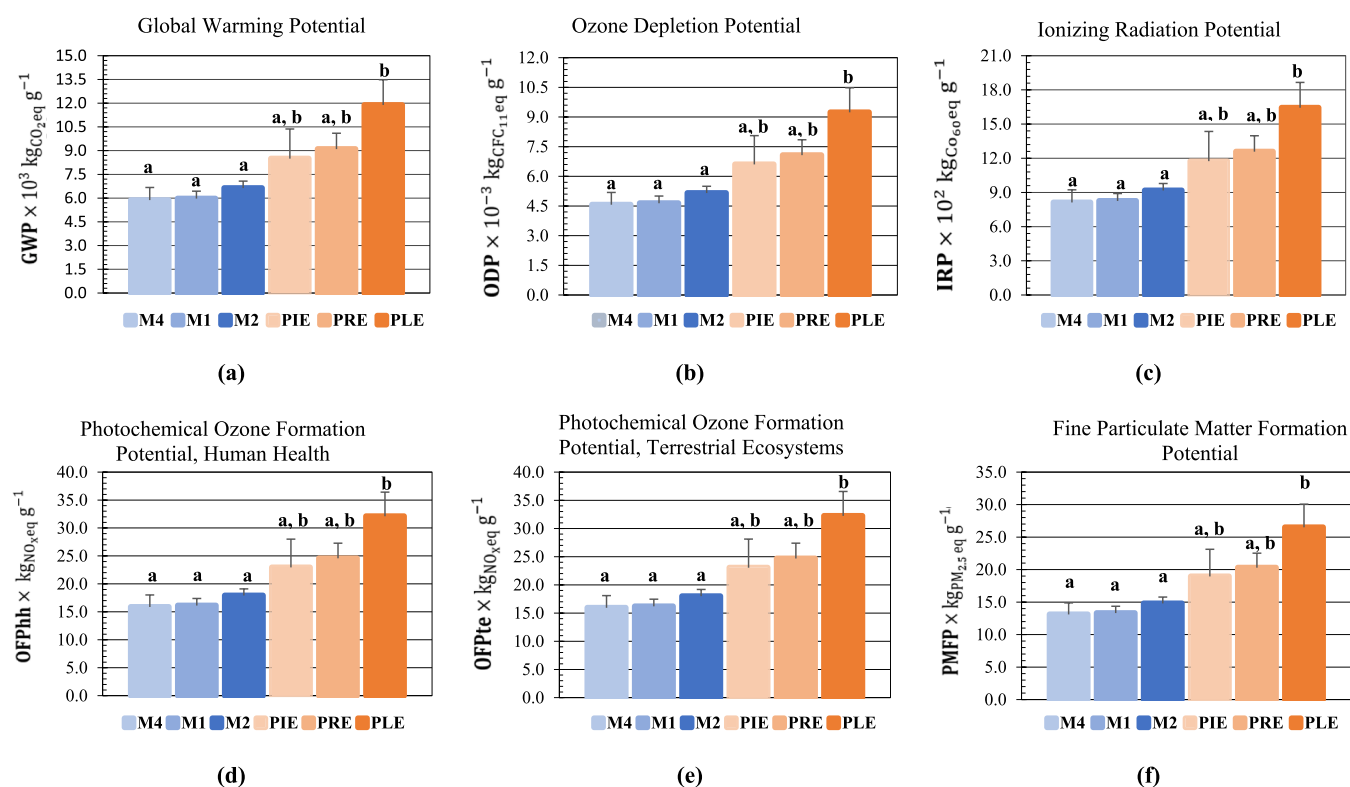 Global Warming Potential
GWP × 10³ kg_CO₂eq g⁻¹
15.0
13.5
12.0
10.5
9.0
7.5
6.0
4.5
3.0
1.5
0.0
a
a
a
a, b
a, b
b
M4 M1 M2 PIE PRE PLE
(a)
Ozone Depletion Potential
ODP × 10⁻³ kg_CFC₁₁eq g⁻¹
12.0
10.5
9.0
7.5
6.0
4.5
3.0
1.5
0.0
a
a
a
a, b
a, b
b
M4 M1 M2 PIE PRE PLE
(b)
Ionizing Radiation Potential
IRP × 10² kg_Co₆₀eq g⁻¹
21.0
18.0
15.0
12.0
9.0
6.0
3.0
0.0
a
a
a
a, b
a, b
b
M4 M1 M2 PIE PRE PLE
(c)
Photochemical Ozone Formation
Potential, Human Health
OFPhh × kg_NOₓeq g⁻¹
40.0
35.0
30.0
25.0
20.0
15.0
10.0
5.0
0.0
a
a
a
a, b
a, b
b
M4 M1 M2 PIE PRE PLE
(d)
Photochemical Ozone Formation
Potential, Terrestrial Ecosystems
OFPte × kg_NOₓeq g⁻¹
40.0
35.0
30.0
25.0
20.0
15.0
10.0
5.0
0.0
a
a
a
a, b
a, b
b
M4 M1 M2 PIE PRE PLE
(e)
Fine Particulate Matter Formation
Potential
PMFP × kg_PM₂.₅ eq g⁻¹
35.0
30.0
25.0
20.0
15.0
10.0
5.0
0.0
a
a
a
a, b
a, b
b
M4 M1 M2 PIE PRE PLE
(f)